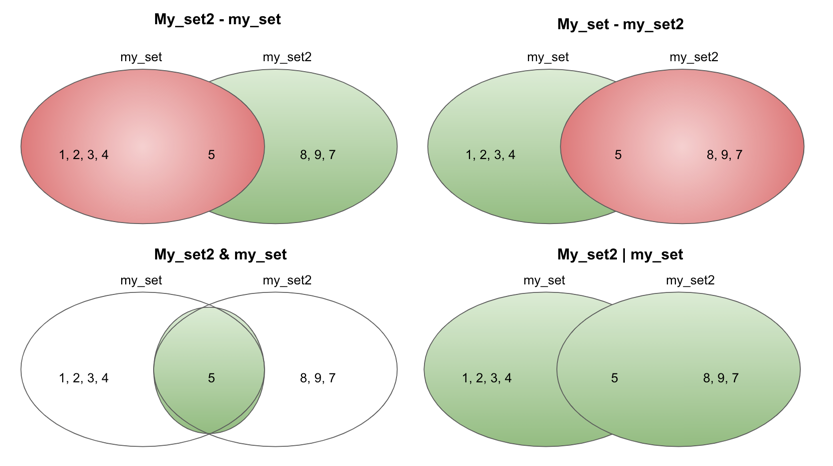 My_set2 - my_set
my_set my_set2
1, 2, 3, 4 5 8, 9, 7
My_set - my_set2
my_set my_set2
1, 2, 3, 4 5 8, 9, 7
My_set2 & my_set
my_set my_set2
1, 2, 3, 4 5 8, 9, 7
My_set2 | my_set
my_set my_set2
1, 2, 3, 4 5 8, 9, 7